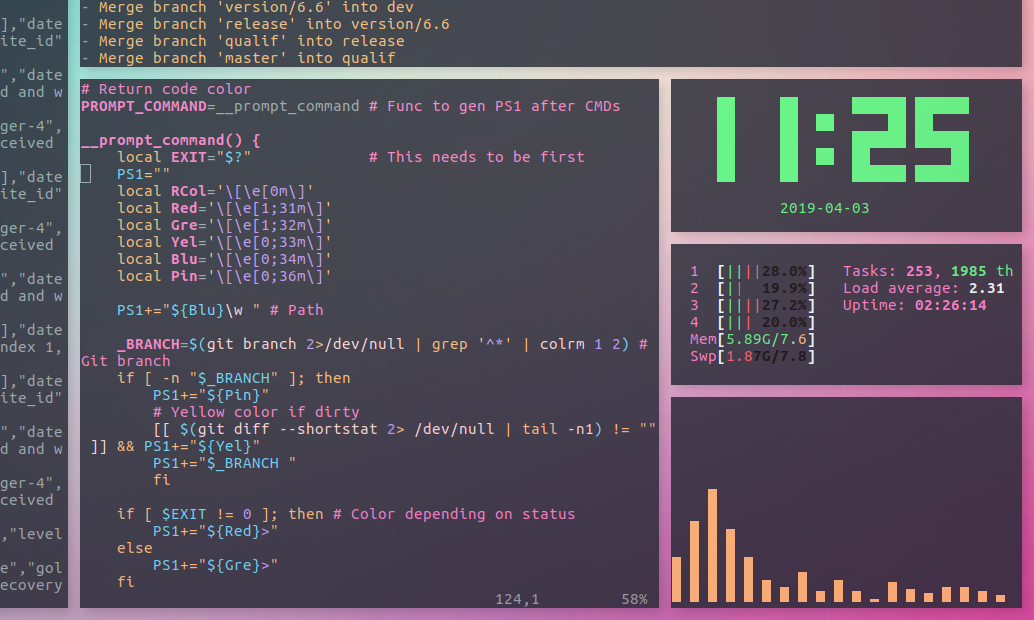 ],"date
ite_id"
","date
d and w
ger-4",
ceived
],"date
ite_id"
ger-4",
ceived
","date
d and w
],"date
ndex 1,
],"date
ite_id"
","date
d and w
ger-4",
ceived
,"level
e","gol
ecovery
- Merge branch 'version/6.6' into dev
- Merge branch 'release' into version/6.6
- Merge branch 'qualif' into release
- Merge branch 'master' into qualif
# Return code color
PROMPT_COMMAND=__prompt_command # Func to gen PS1 after CMDs
__prompt_command() {
    local EXIT="$?"             # This needs to be first
    PS1=""
    local RCol='\[\e[0m\]'
    local Red='\[\e[1;31m\]'
    local Gre='\[\e[1;32m\]'
    local Yel='\[\e[0;33m\]'
    local Blu='\[\e[0;34m\]'
    local Pin='\[\e[0;36m\]'
    PS1+="${Blu}\w " # Path
    _BRANCH=$(git branch 2>/dev/null | grep '^*' | colrm 1 2) #
Git branch
    if [ -n "$_BRANCH" ]; then
        PS1+="${Pin}"
        # Yellow color if dirty
        [[ $(git diff --shortstat 2> /dev/null | tail -n1) != ""
 ]] && PS1+="${Yel}"
        PS1+="$_BRANCH "
        fi
    if [ $EXIT != 0 ]; then # Color depending on status
        PS1+="${Red}>"
    else
        PS1+="${Gre}>"
    fi
124,1         58%
11:25
2019-04-03
1  [||||28.0%]   Tasks: 253, 1985 th
2  [||  19.9%]   Load average: 2.31
3  [||||27.2%]   Uptime: 02:26:14
4  [||| 20.0%]
Mem[5.89G/7.6]
Swp[1.87G/7.8]